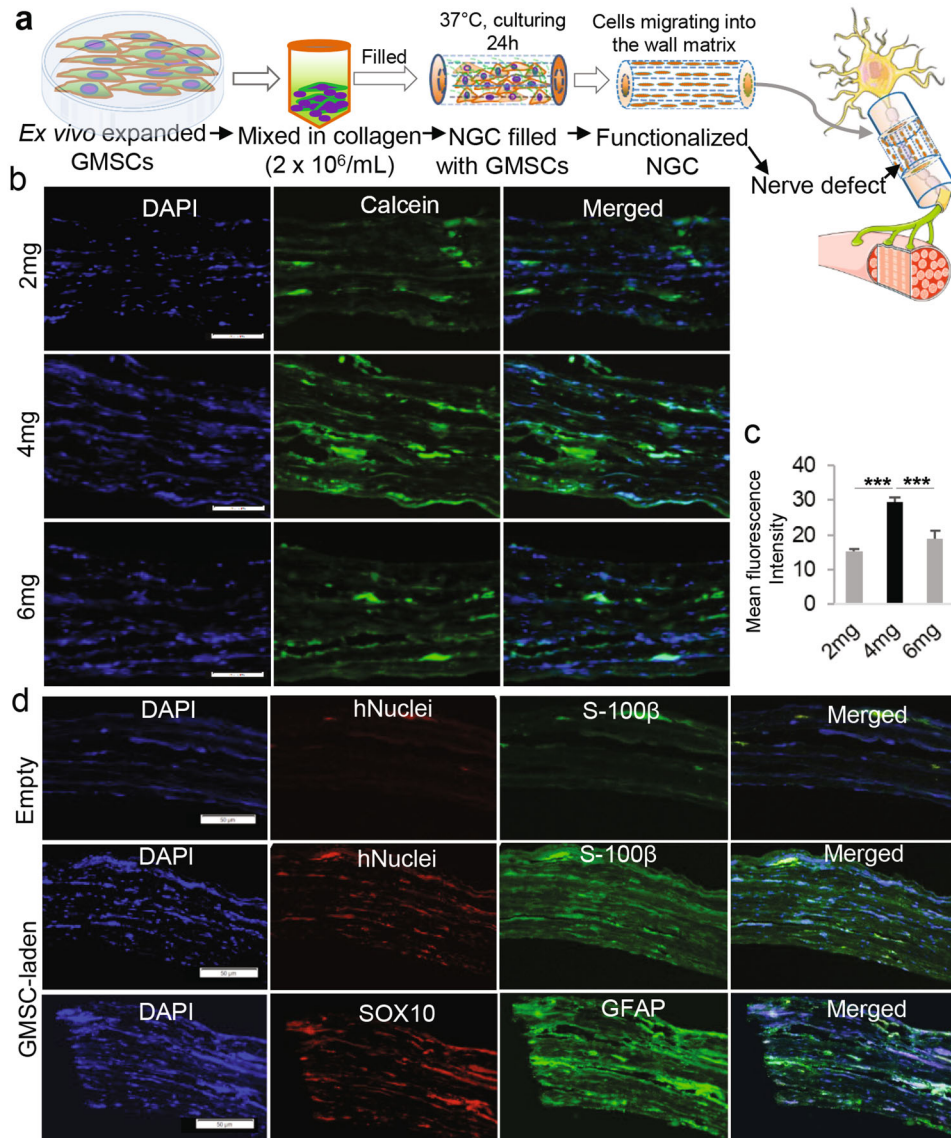 a
Filled
37°C, culturing
24h
Cells migrating into
the wall matrix
Ex vivo expanded
GMSCs
Mixed in collagen
(2 x 10⁶/mL)
NGC filled
with GMSCs
Functionalized
NGC
Nerve defect
b
DAPI
Calcein
Merged
2mg
4mg
6mg
c
Mean fluorescence
Intensity
40
30
20
10
0
***
***
2mg
4mg
6mg
d
Empty
DAPI
hNuclei
S-100β
Merged
50 µm
GMSC-laden
DAPI
hNuclei
S-100β
Merged
50 µm
DAPI
SOX10
GFAP
Merged
50 µm